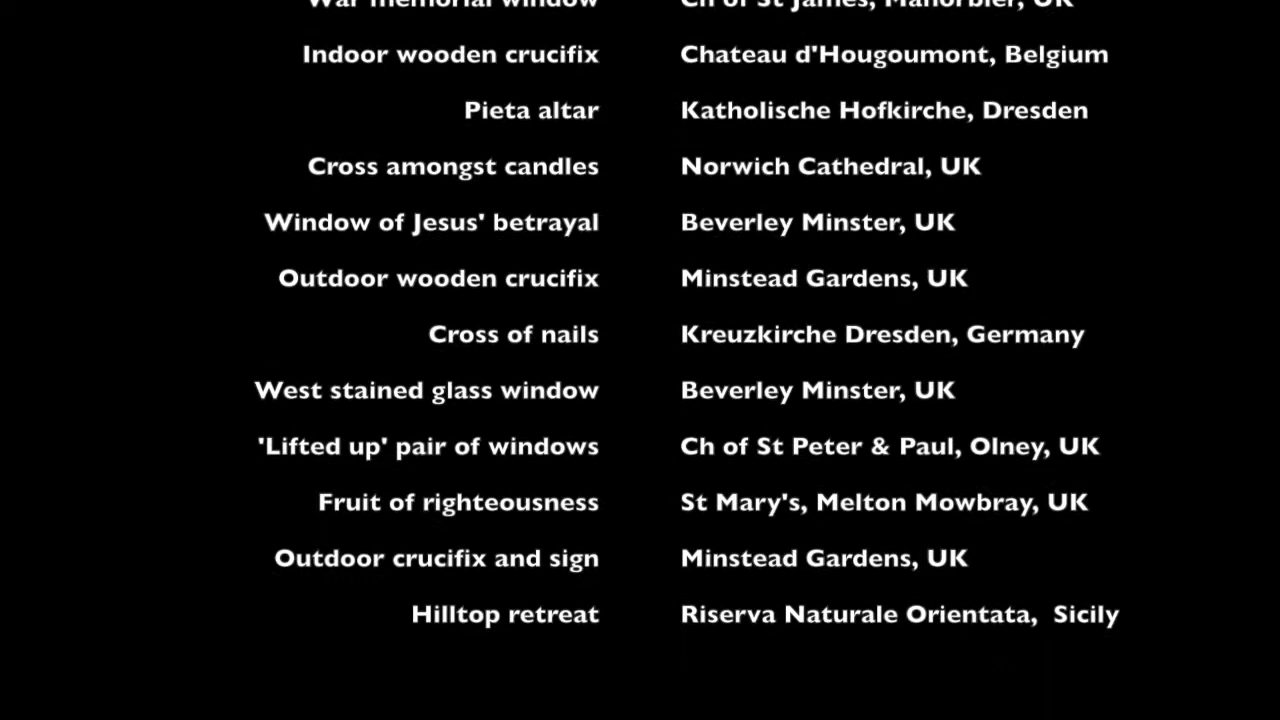 War memorial window Ch of St James, Manorbier, UK
Indoor wooden crucifix Chateau d'Hougoumont, Belgium
Pieta altar Katholische Hofkirche, Dresden
Cross amongst candles Norwich Cathedral, UK
Window of Jesus' betrayal Beverley Minster, UK
Outdoor wooden crucifix Minstead Gardens, UK
Cross of nails Kreuzkirche Dresden, Germany
West stained glass window Beverley Minster, UK
'Lifted up' pair of windows Ch of St Peter & Paul, Olney, UK
Fruit of righteousness St Mary's, Melton Mowbray, UK
Outdoor crucifix and sign Minstead Gardens, UK
Hilltop retreat Riserva Naturale Orientata,  Sicily